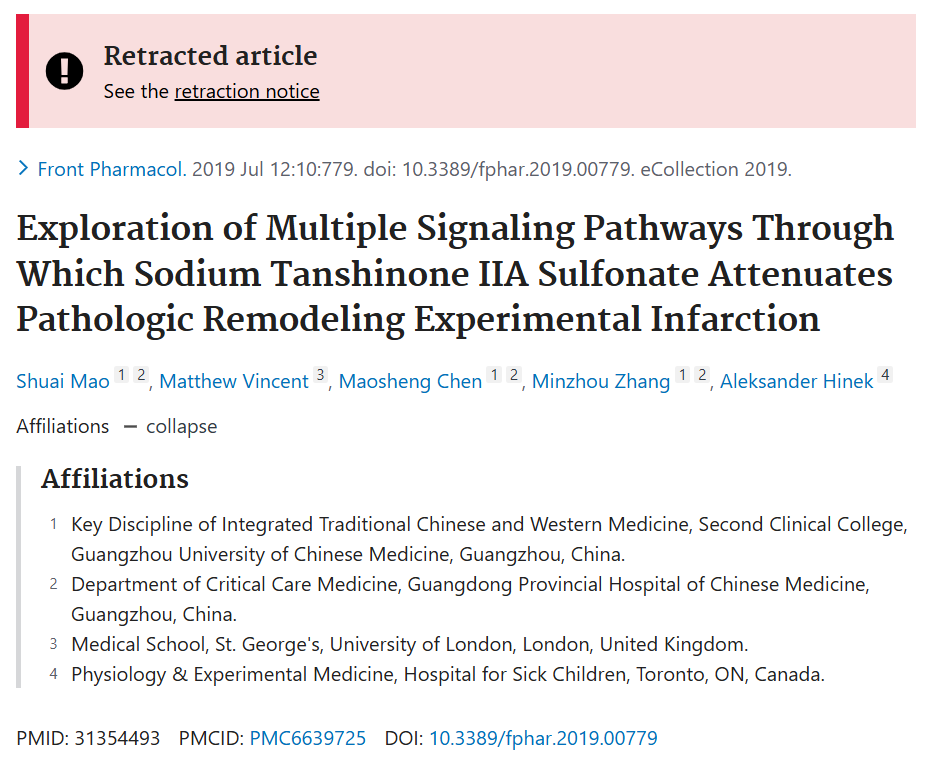 Retracted article
See the retraction notice
Front Pharmacol. 2019 Jul 12:10:779. doi: 10.3389/fphar.2019.00779. eCollection 2019.
Exploration of Multiple Signaling Pathways Through
Which Sodium Tanshinone IIA Sulfonate Attenuates
Pathologic Remodeling Experimental Infarction
Shuai Mao 1 2, Matthew Vincent 3, Maosheng Chen 1 2, Minzhou Zhang 1 2, Aleksander Hinek 4
Affiliations — collapse
Affiliations
1 Key Discipline of Integrated Traditional Chinese and Western Medicine, Second Clinical College,
Guangzhou University of Chinese Medicine, Guangzhou, China.
2 Department of Critical Care Medicine, Guangdong Provincial Hospital of Chinese Medicine,
Guangzhou, China.
3 Medical School, St. George's, University of London, London, United Kingdom.
4 Physiology & Experimental Medicine, Hospital for Sick Children, Toronto, ON, Canada.
PMID: 31354493 PMCID: PMC6639725 DOI: 10.3389/fphar.2019.00779